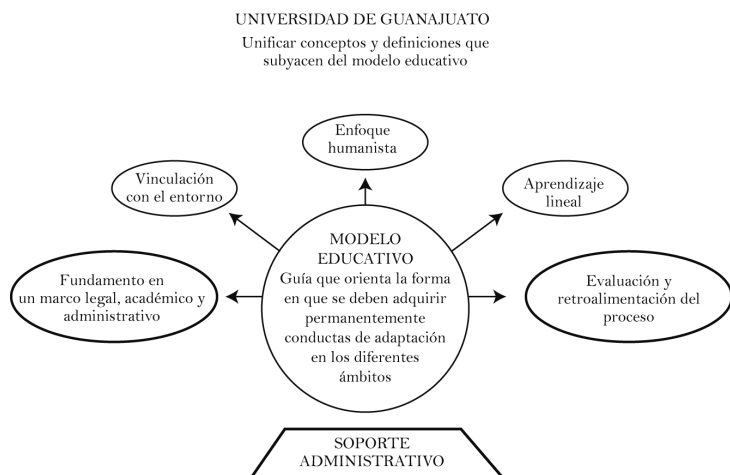 UNIVERSIDAD DE GUANAJUATO
Unificar conceptos y definiciones que
subyacen del modelo educativo
Enfoque
humanista
Vinculación
con el entorno
Aprendizaje
lineal
MODELO
EDUCATIVO
Guía que orienta la forma
en que se deben adquirir
permanentemente
conductas de adaptación
en los diferentes
ámbitos
Fundamento en
un marco legal, académico y
administrativo
Evaluación y
retroalimentación del
proceso
SOPORTE
ADMINISTRATIVO